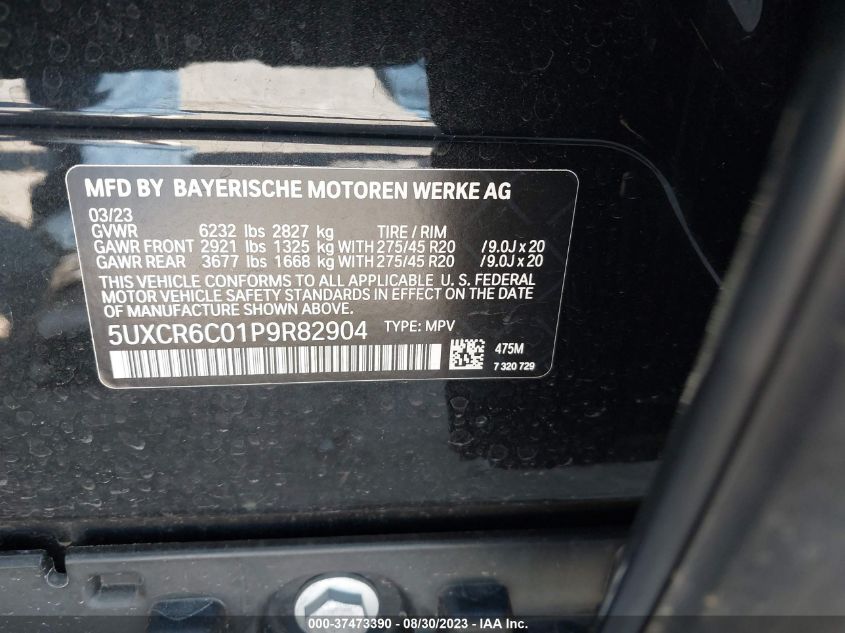 MFD BY BAYERISCHE MOTOREN WERKE AG
03/23
GVWR 6232 lbs 2827 kg TIRE / RIM
GAWR FRONT 2921 lbs 1325 kg WITH 275/45 R20 /9.0J x 20
GAWR REAR 3677 lbs 1668 kg WITH 275/45 R20 /9.0J x 20
THIS VEHICLE CONFORMS TO ALL APPLICABLE U. S. FEDERAL
MOTOR VEHICLE SAFETY STANDARDS IN EFFECT ON THE DATE
OF MANUFACTURE SHOWN ABOVE.
5UXCR6C01P9R82904 TYPE: MPV
475M
7 320 729
000-37473390 - 08/30/2023 - IAA Inc.